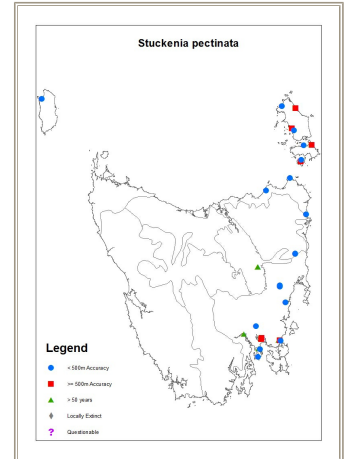 Stuckenia pectinata
Legend
< 500m Accuracy
>= 500m Accuracy
> 50 years
Locally Extinct
? Questionable